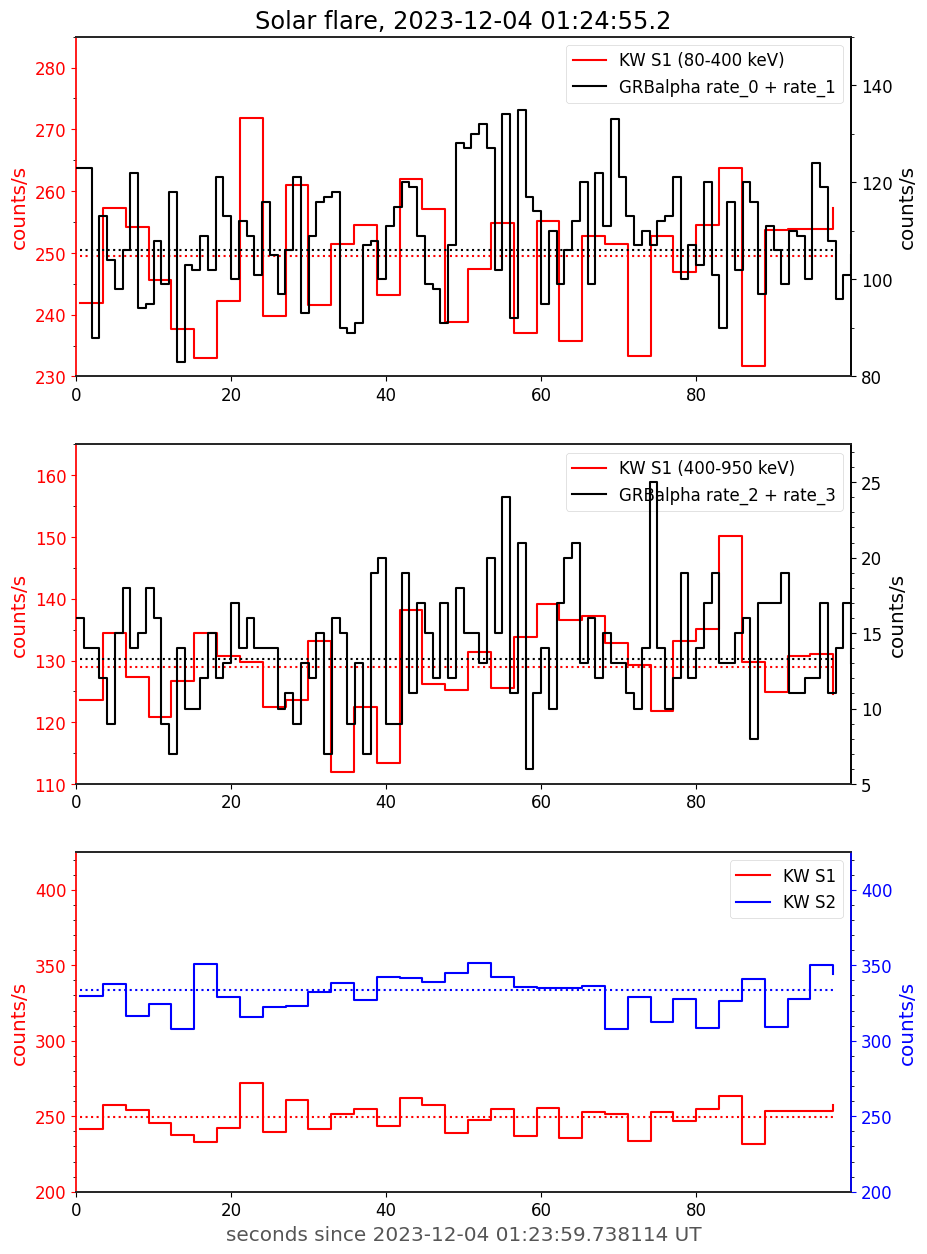 Solar flare, 2023-12-04 01:24:55.2
KW S1 (80-400 keV)
GRBalpha rate_0 + rate_1
280
270
260
250
240
230
counts/s
140
120
100
80
counts/s
0 20 40 60 80
KW S1 (400-950 keV)
GRBalpha rate_2 + rate_3
160
150
140
130
120
110
counts/s
25
20
15
10
5
counts/s
0 20 40 60 80
KW S1
KW S2
400
350
300
250
200
counts/s
400
350
300
250
200
counts/s
0 20 40 60 80
seconds since 2023-12-04 01:23:59.738114 UT